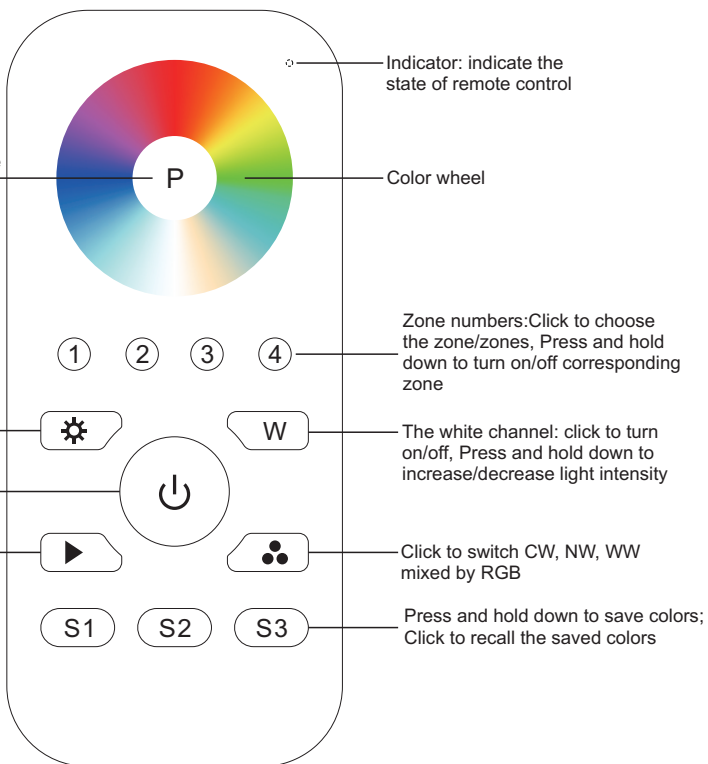 Indicator: indicate the
state of remote control
P
Color wheel
1 2 3 4
Zone numbers:Click to choose
the zone/zones, Press and hold
down to turn on/off corresponding
zone
W
The white channel: click to turn
on/off, Press and hold down to
increase/decrease light intensity
Click to switch CW, NW, WW
mixed by RGB
S1 S2 S3
Press and hold down to save colors;
Click to recall the saved colors